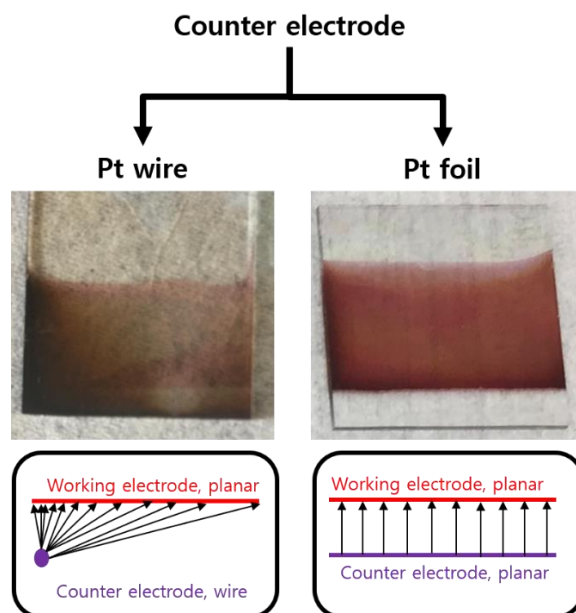 Counter electrode
Pt wire
Pt foil
Working electrode, planar
Counter electrode, wire
Working electrode, planar
Counter electrode, planar